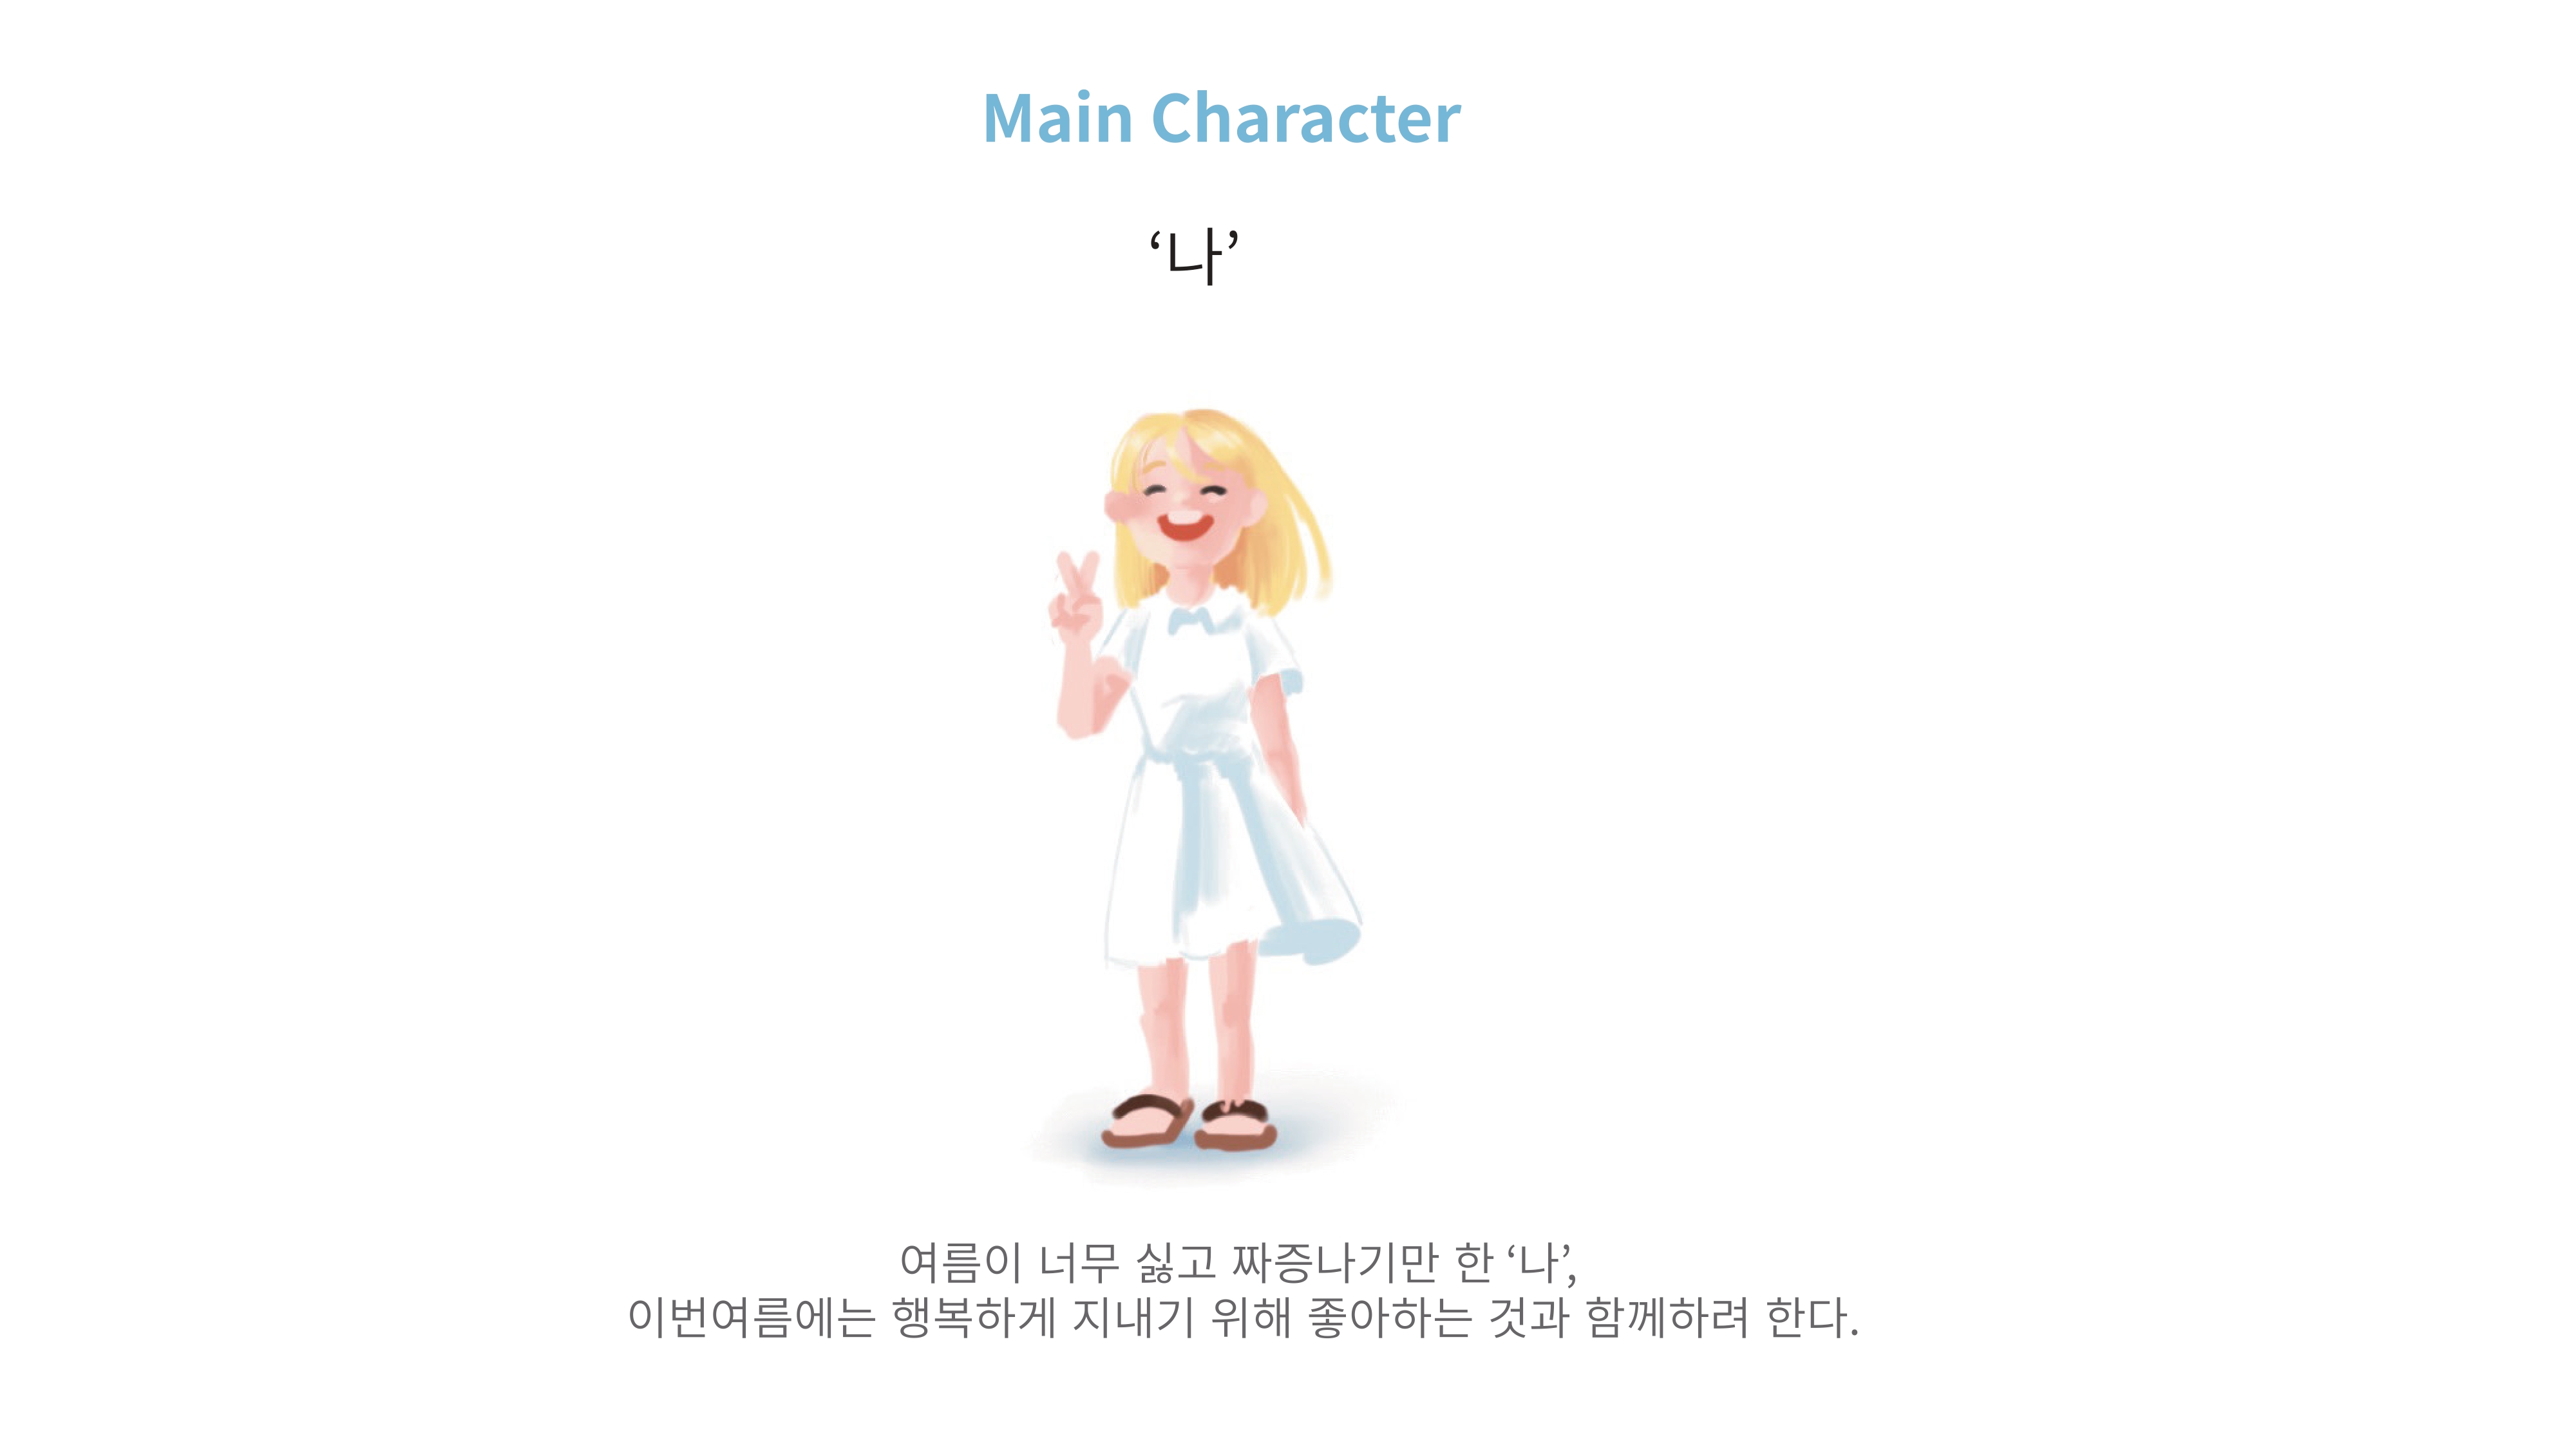 Main Character
‘나’
여름이 너무 싫고 짜증나기만 한 ‘나’,
이번여름에는 행복하게 지내기 위해 좋아하는 것과 함께하려 한다.